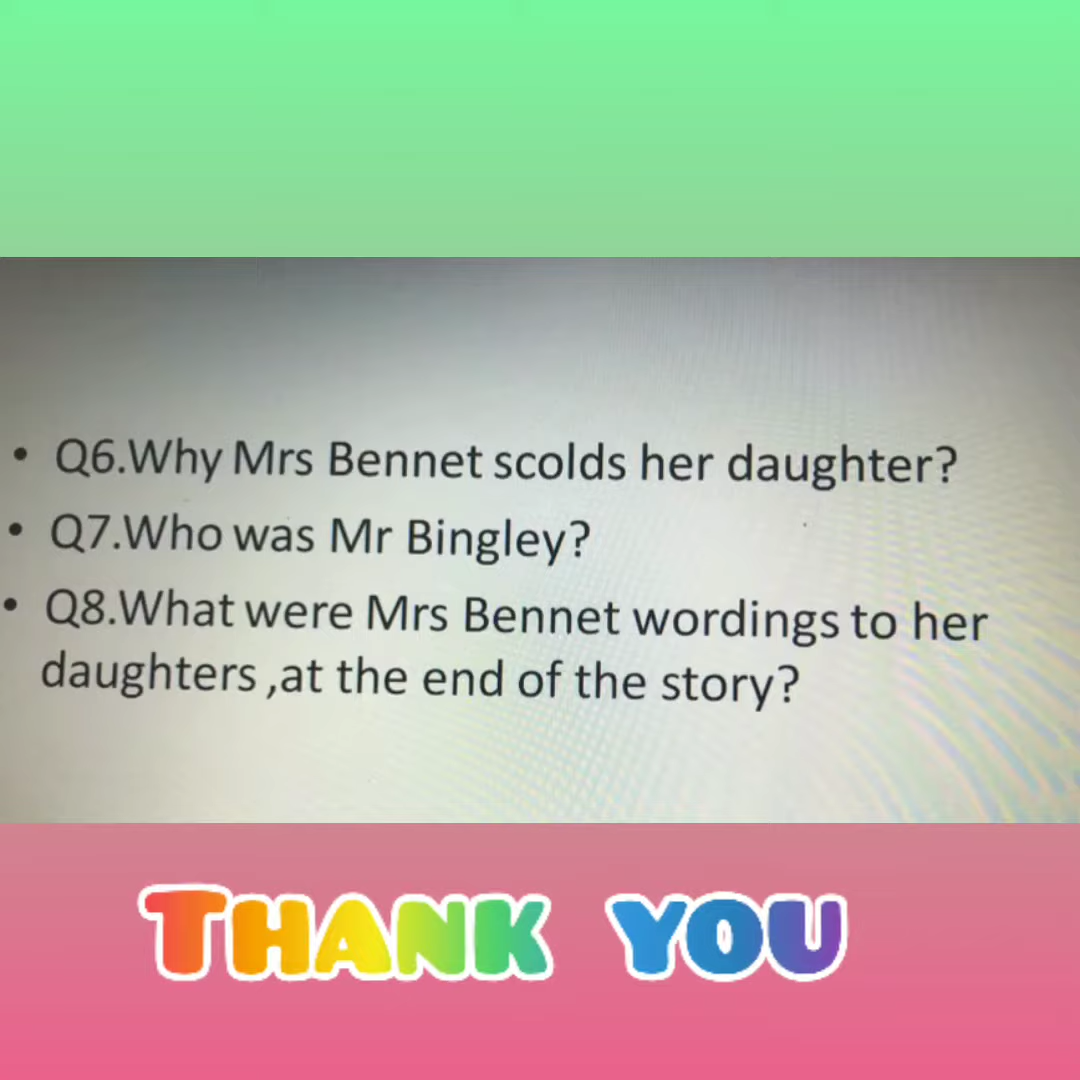 • Q6.Why Mrs Bennet scolds her daughter?
• Q7.Who was Mr Bingley?
• Q8.What were Mrs Bennet wordings to her
daughters ,at the end of the story?
THANK YOU